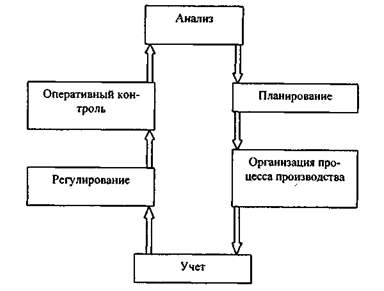 Анализ
Оперативный кон-
троль
Планирование
Регулирование
Организация про-
цесса производства
Учет